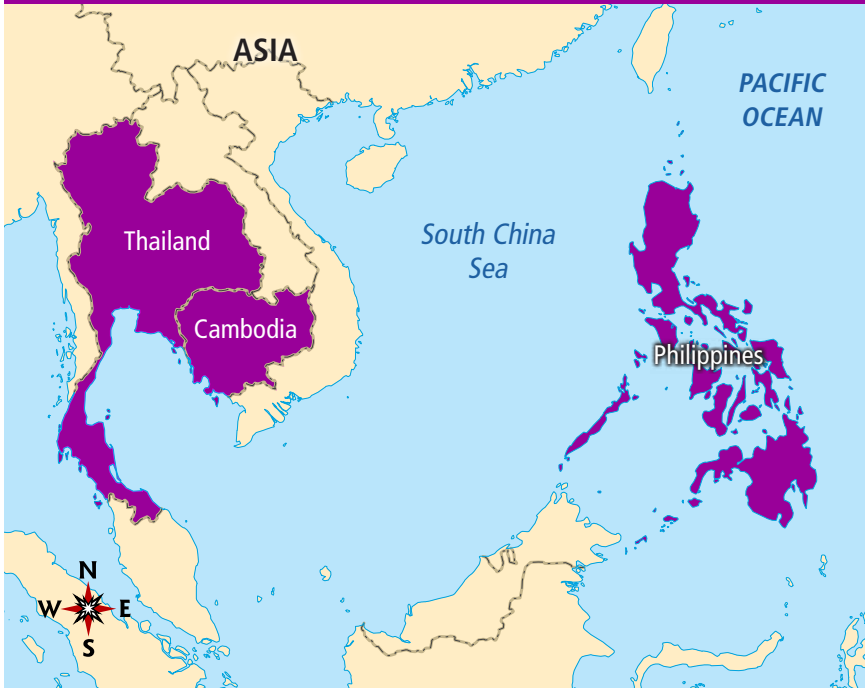 ASIA
PACIFIC
OCEAN
Thailand
South China
Sea
Cambodia
Philippines
N
W E
S